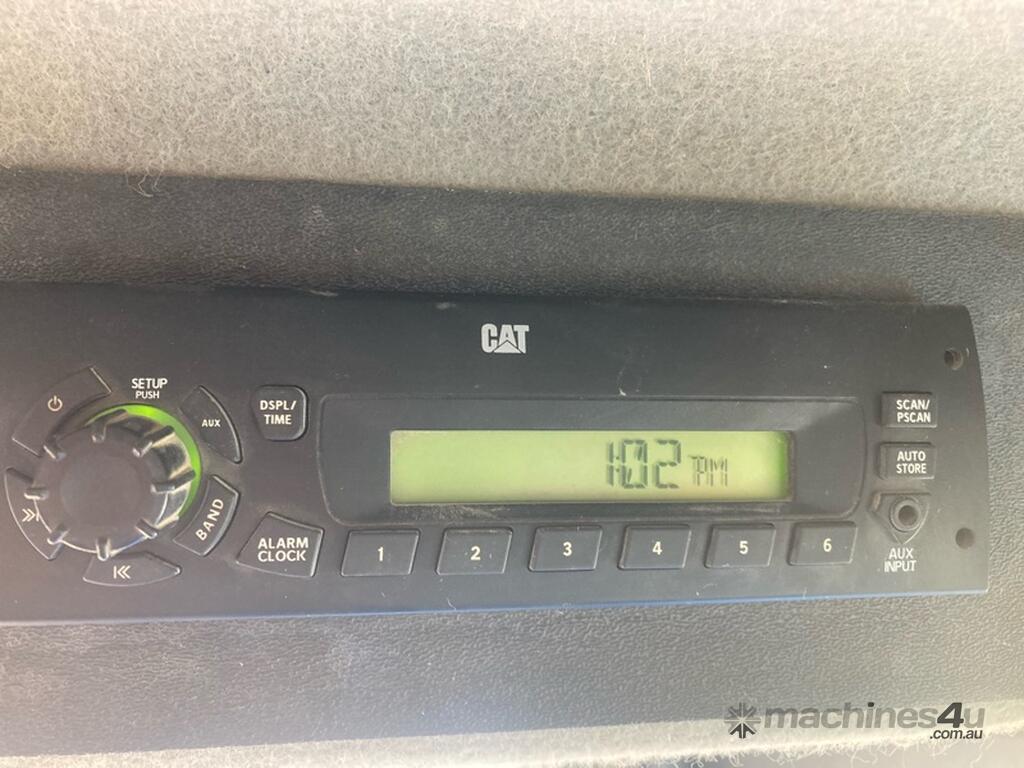 CAT
SETUP
PUSH
AUX
DSPL/
TIME
1:02 PM
SCAN/
PSCAN
AUTO
STORE
BAND
ALARM
CLOCK
1
2
3
4
5
6
AUX
INPUT
machines4u
.com.au